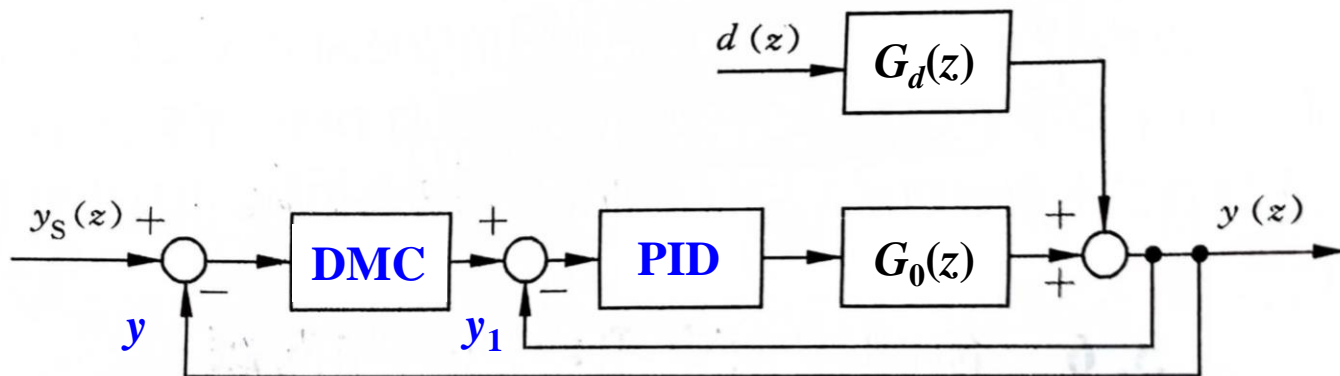 d (z)
G_d(z)
y_S (z) + − DMC + − PID G_0(z) + + y (z)
y y_1